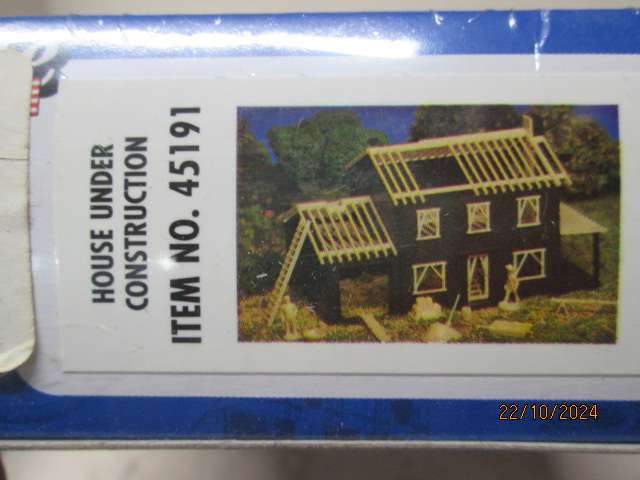 HOUSE UNDER
CONSTRUCTION
ITEM NO. 45191
22/10/2024